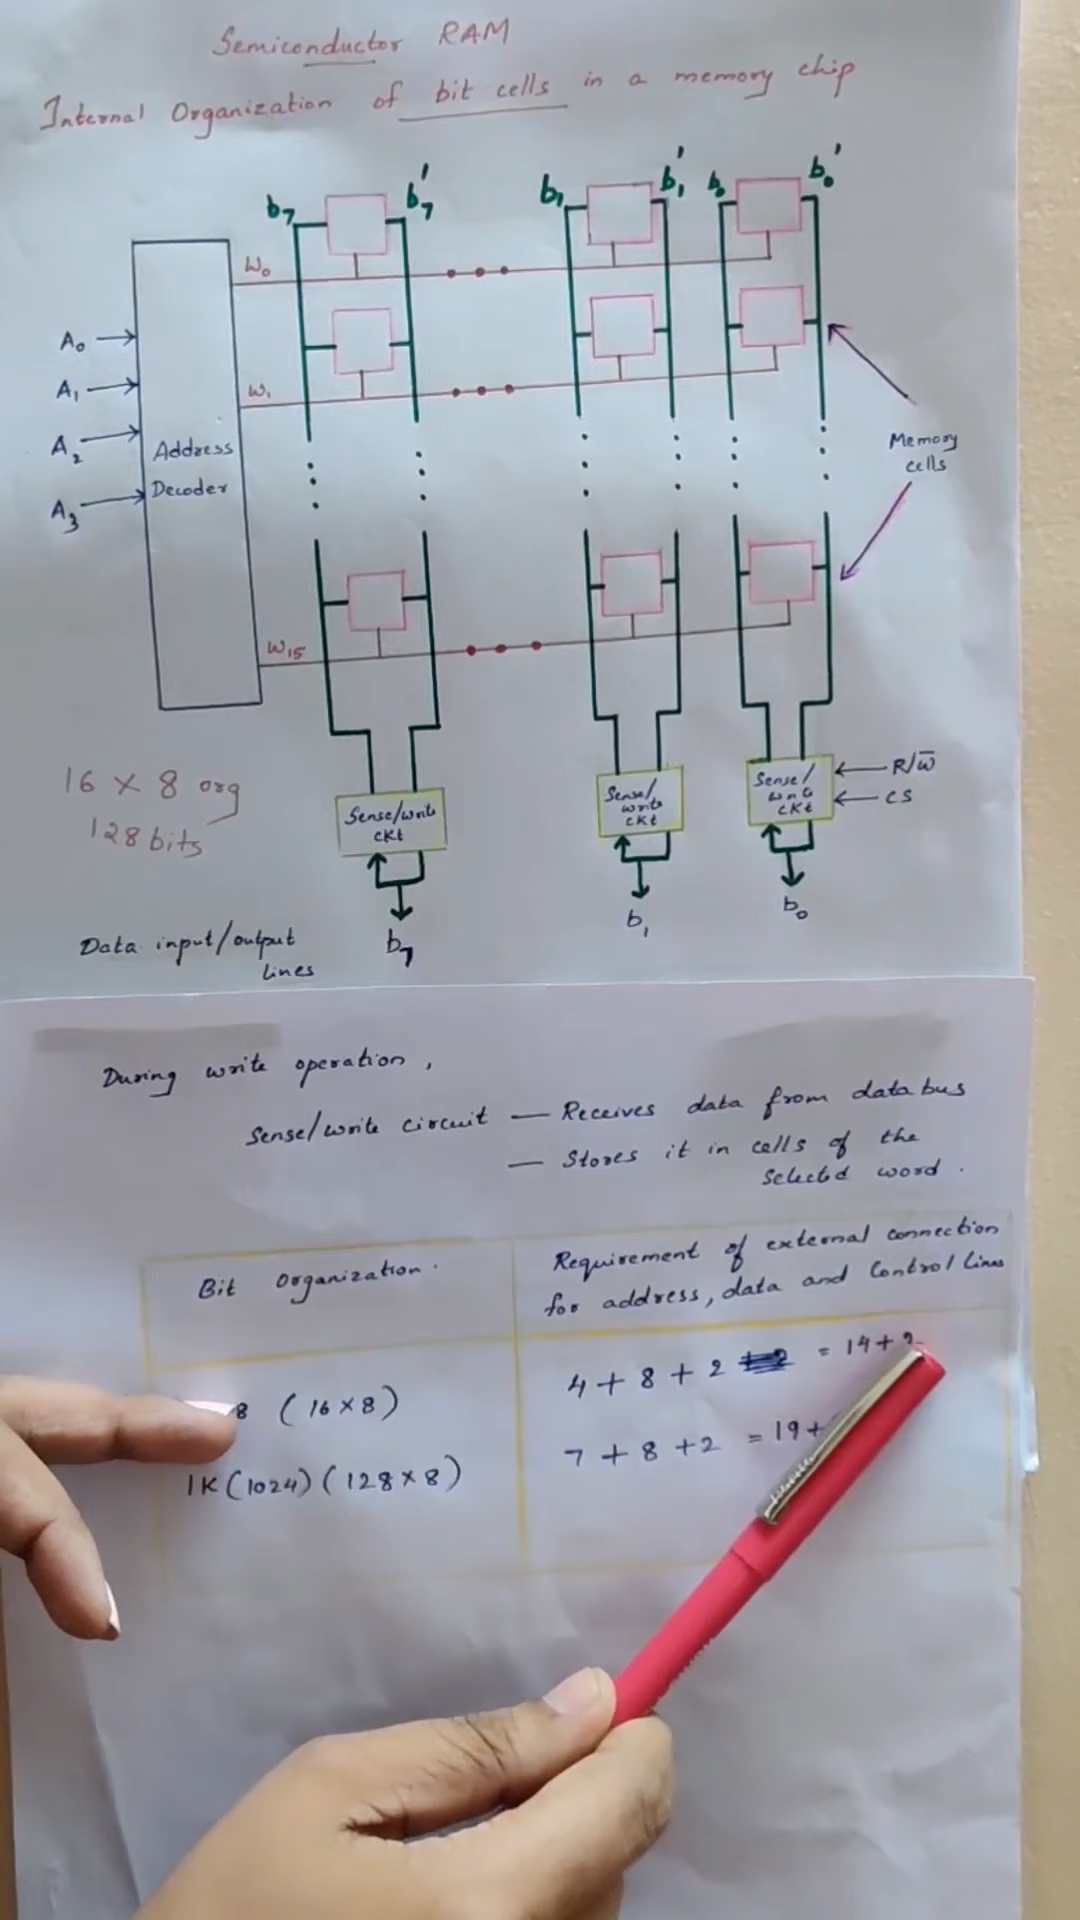 Semiconductor RAM
Internal Organization of bit cells in a memory chip
b7 b7' b1 b1' b0 b0'
W0
A0
A1
W1
A2
A3
Address
Decoder
Memory
cells
W15
16 × 8 org
128 bits
Sense/write
ckt
Sense/
write
ckt
Sense/
write
ckt
R/W̅
CS
b7
b1
b0
Data input/output
lines
During write operation,
Sense/write circuit — Receives data from data bus
— Stores it in cells of the
selected word.
Bit Organization.
Requirement of external connection
for address, data and control lines
8 (16×8)
4 + 8 + 2 = 14 +
1K (1024) (128×8)
7 + 8 + 2 = 19 +